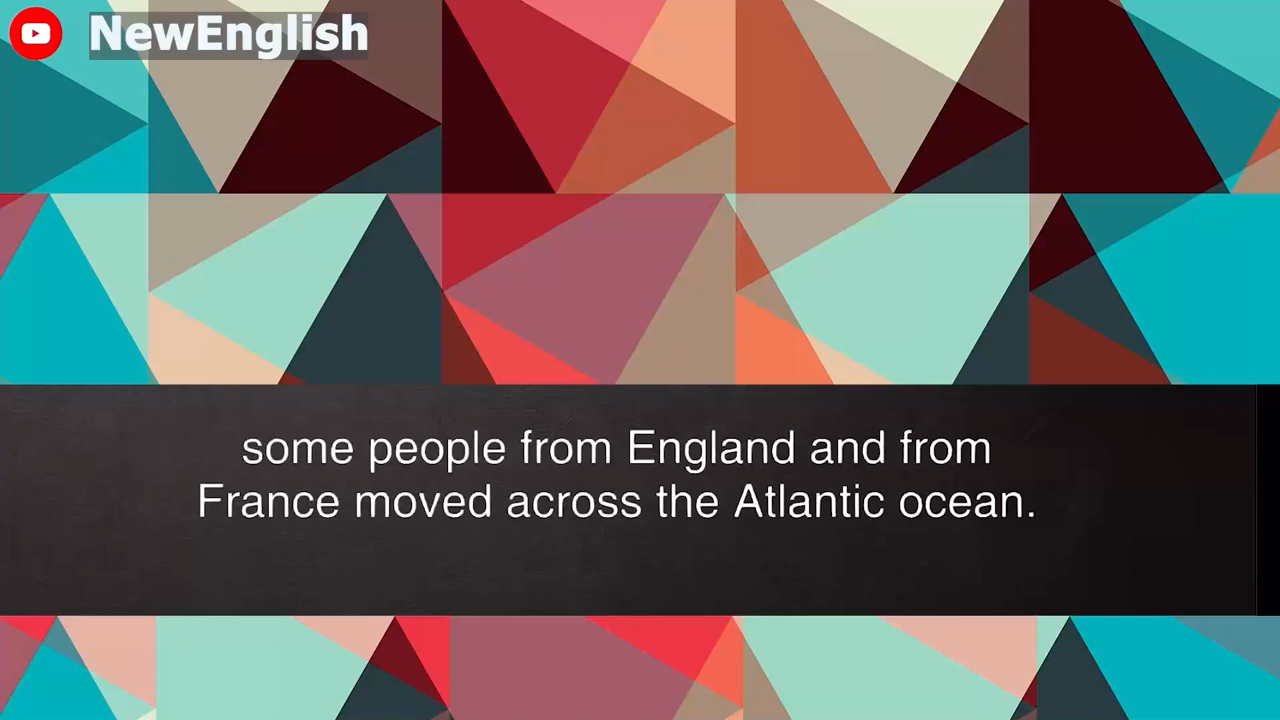 NewEnglish
some people from England and from
France moved across the Atlantic ocean.